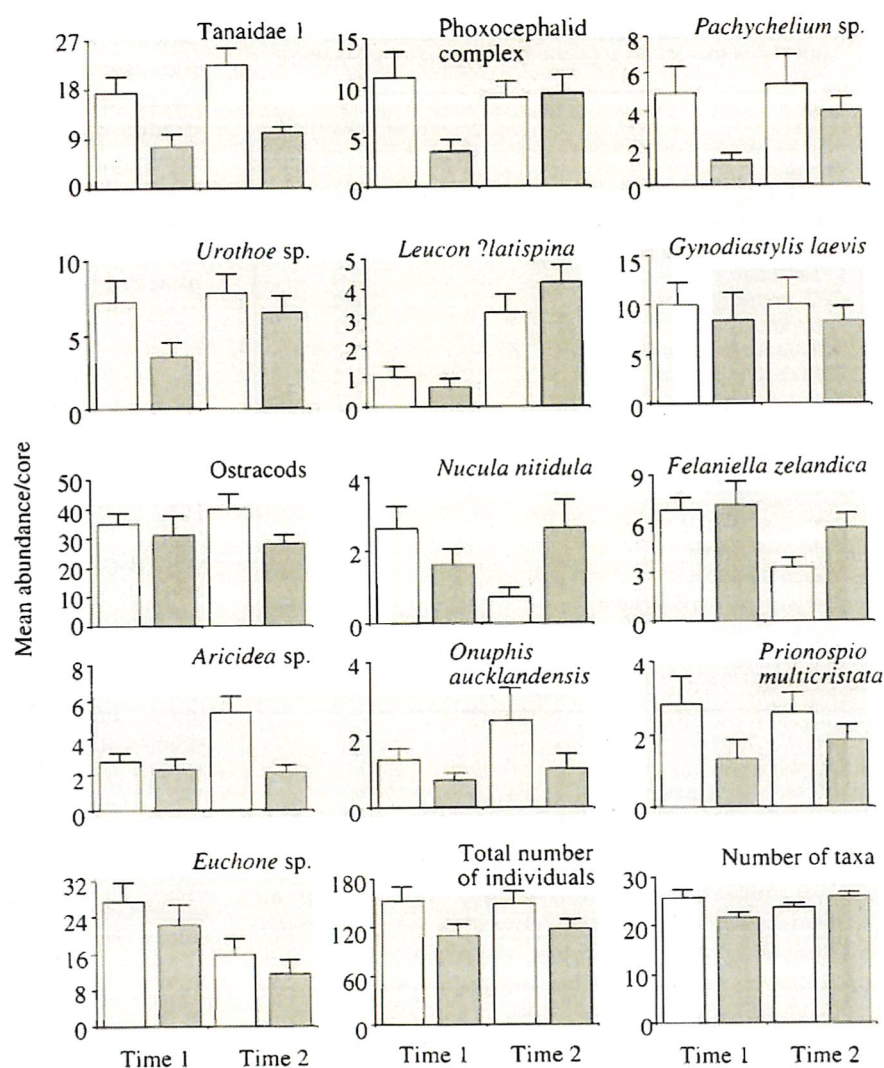 Mean abundance/core
Tanaidae 1
27
18
9
0
Phoxocephalid
complex
15
10
5
0
Pachychelium sp.
8
6
4
2
0
Urothoe sp.
10
5
0
Leucon ?latispina
5
4
3
2
1
0
Gynodiastylis laevis
15
10
5
0
Ostracods
50
40
30
20
10
0
Nucula nitidula
4
2
0
Felaniella zelandica
9
6
3
0
Aricidea sp.
8
6
4
2
0
Onuphis
aucklandensis
4
2
0
Prionospio
multicristata
4
2
0
Euchone sp.
32
24
16
8
0
Time 1 Time 2
Total number
of individuals
180
120
60
0
Time 1 Time 2
Number of taxa
30
20
10
0
Time 1 Time 2